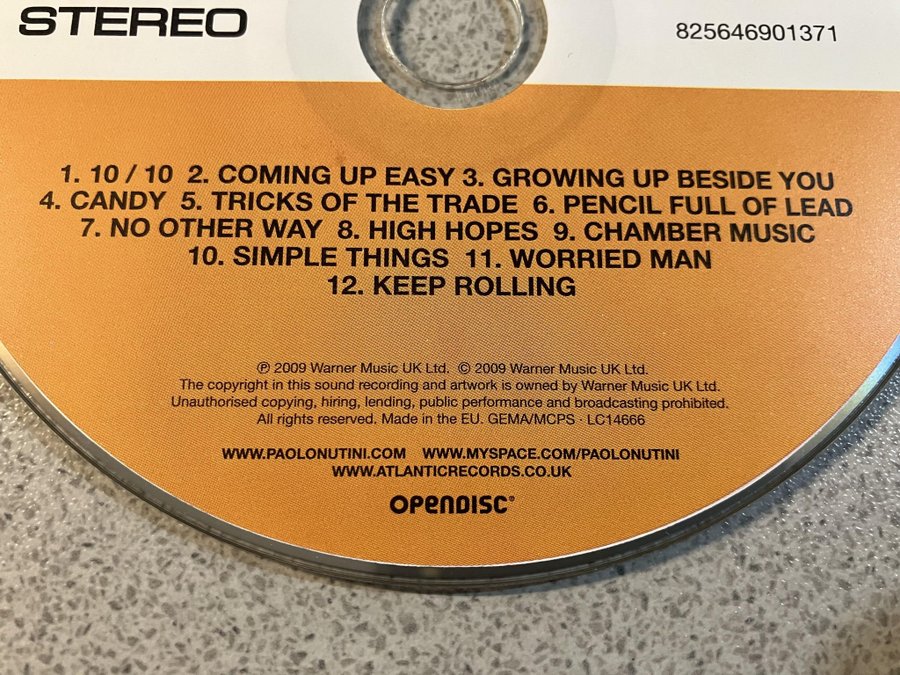 STEREO
825646901371
1. 10 / 10 2. COMING UP EASY 3. GROWING UP BESIDE YOU
4. CANDY 5. TRICKS OF THE TRADE 6. PENCIL FULL OF LEAD
7. NO OTHER WAY 8. HIGH HOPES 9. CHAMBER MUSIC
10. SIMPLE THINGS 11. WORRIED MAN
12. KEEP ROLLING
℗ 2009 Warner Music UK Ltd. © 2009 Warner Music UK Ltd.
The copyright in this sound recording and artwork is owned by Warner Music UK Ltd.
Unauthorised copying, hiring, lending, public performance and broadcasting prohibited.
All rights reserved. Made in the EU. GEMA/MCPS · LC14666
WWW.PAOLONUTINI.COM WWW.MYSPACE.COM/PAOLONUTINI
WWW.ATLANTICRECORDS.CO.UK
OPENDISC®